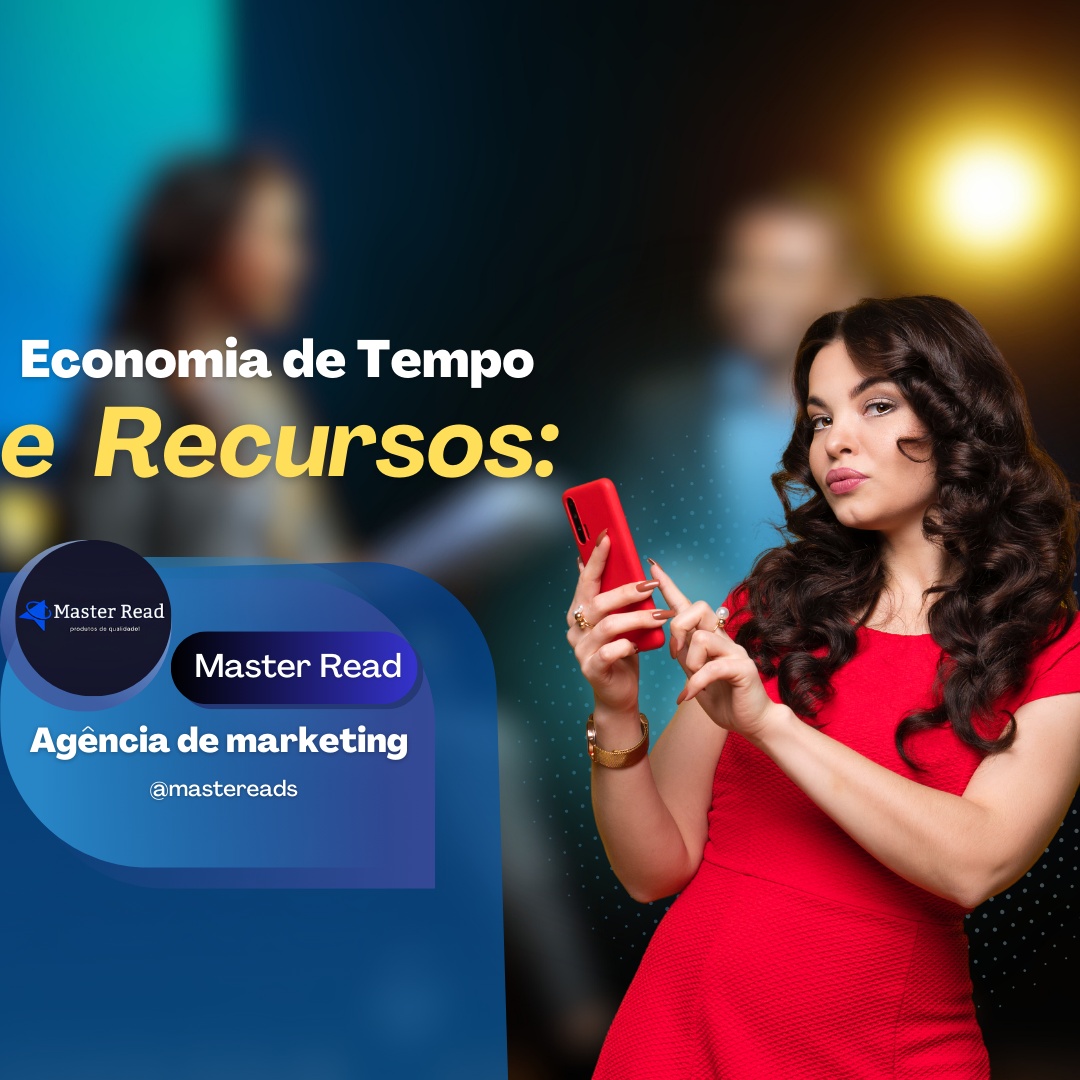 Economia de Tempo
e Recursos:
Master Read
produtos de qualidade!
Master Read
Agência de marketing
@mastereads